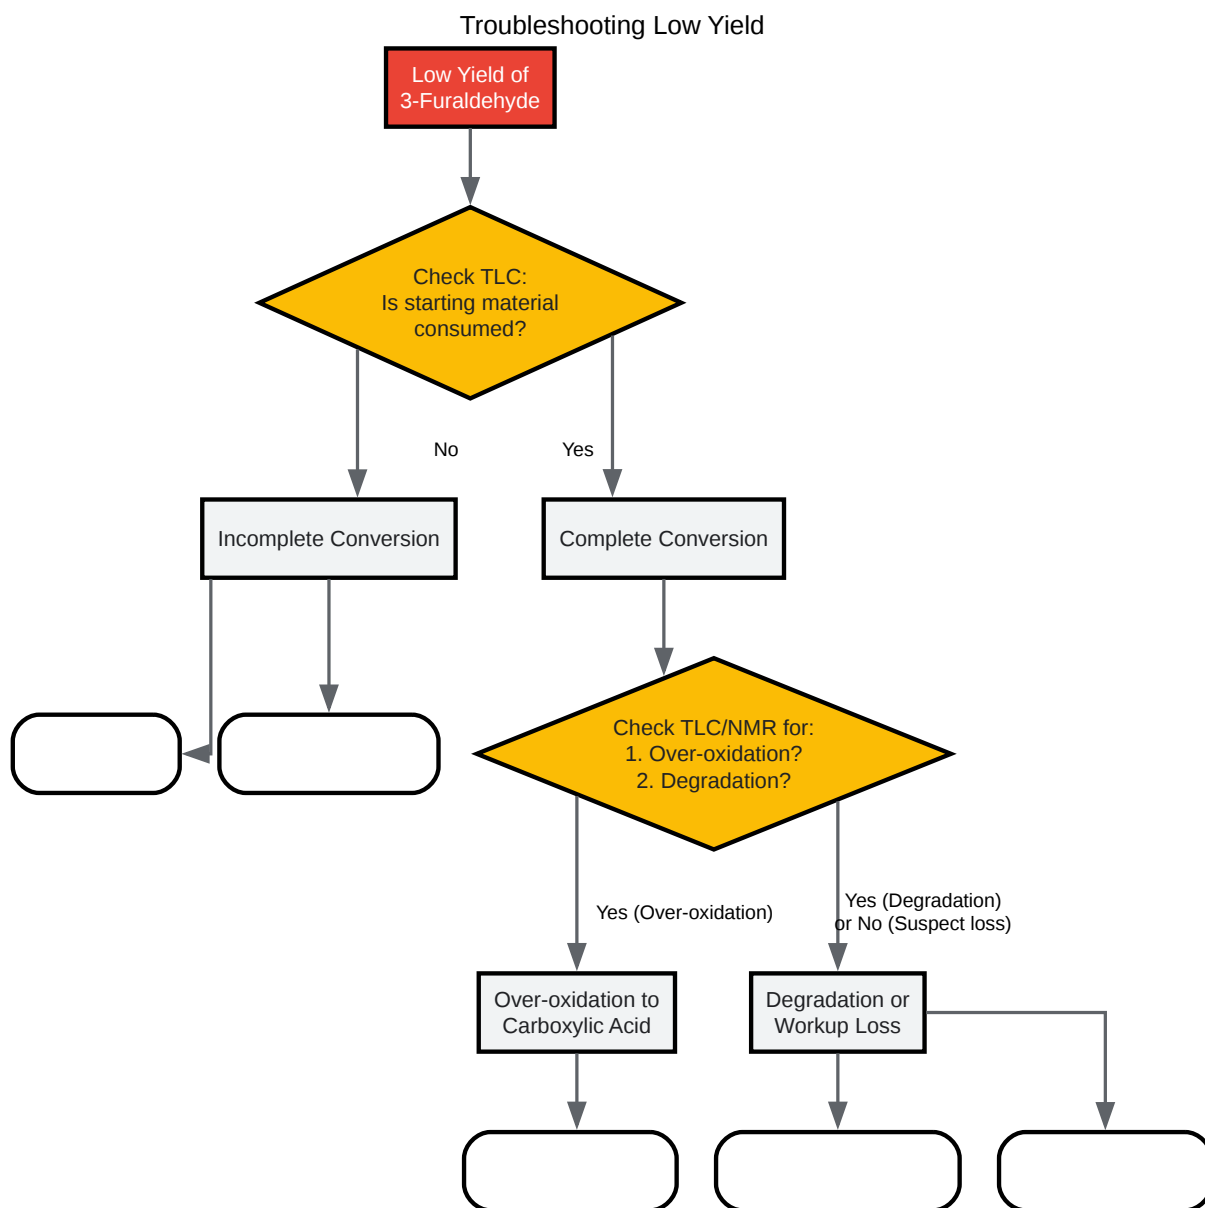 Troubleshooting Low Yield
Low Yield of
3-Furaldehyde
Check TLC:
Is starting material
consumed?
No
Yes
Incomplete Conversion
Complete Conversion
Check TLC/NMR for:
1. Over-oxidation?
2. Degradation?
Yes (Over-oxidation)
Yes (Degradation)
or No (Suspect loss)
Over-oxidation to
Carboxylic Acid
Degradation or
Workup Loss